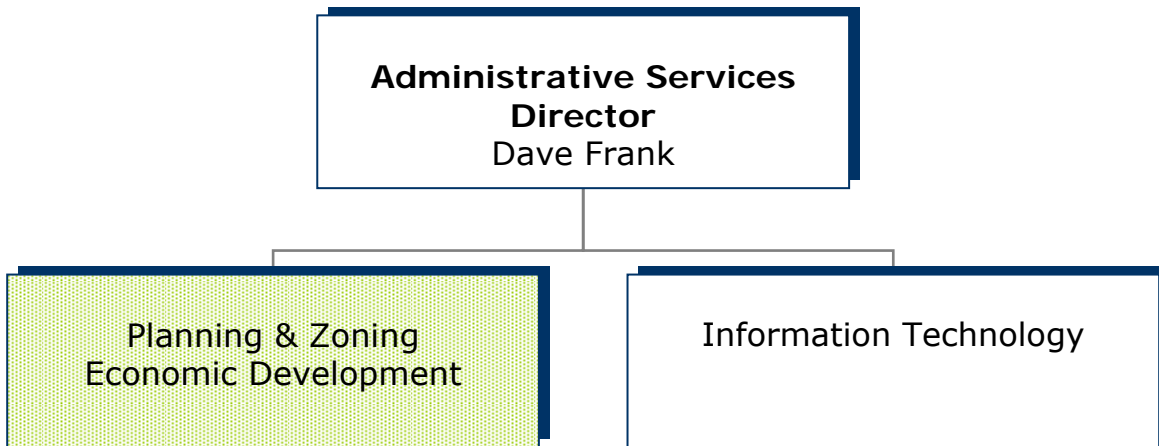 Administrative Services
Director
Dave Frank
Planning & Zoning
Economic Development
Information Technology